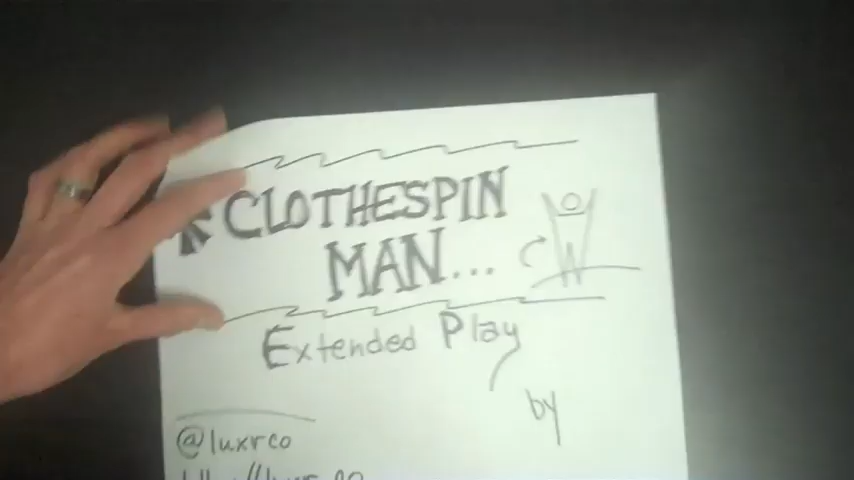 CLOTHESPIN
MAN...
Extended Play
by
@luxrco